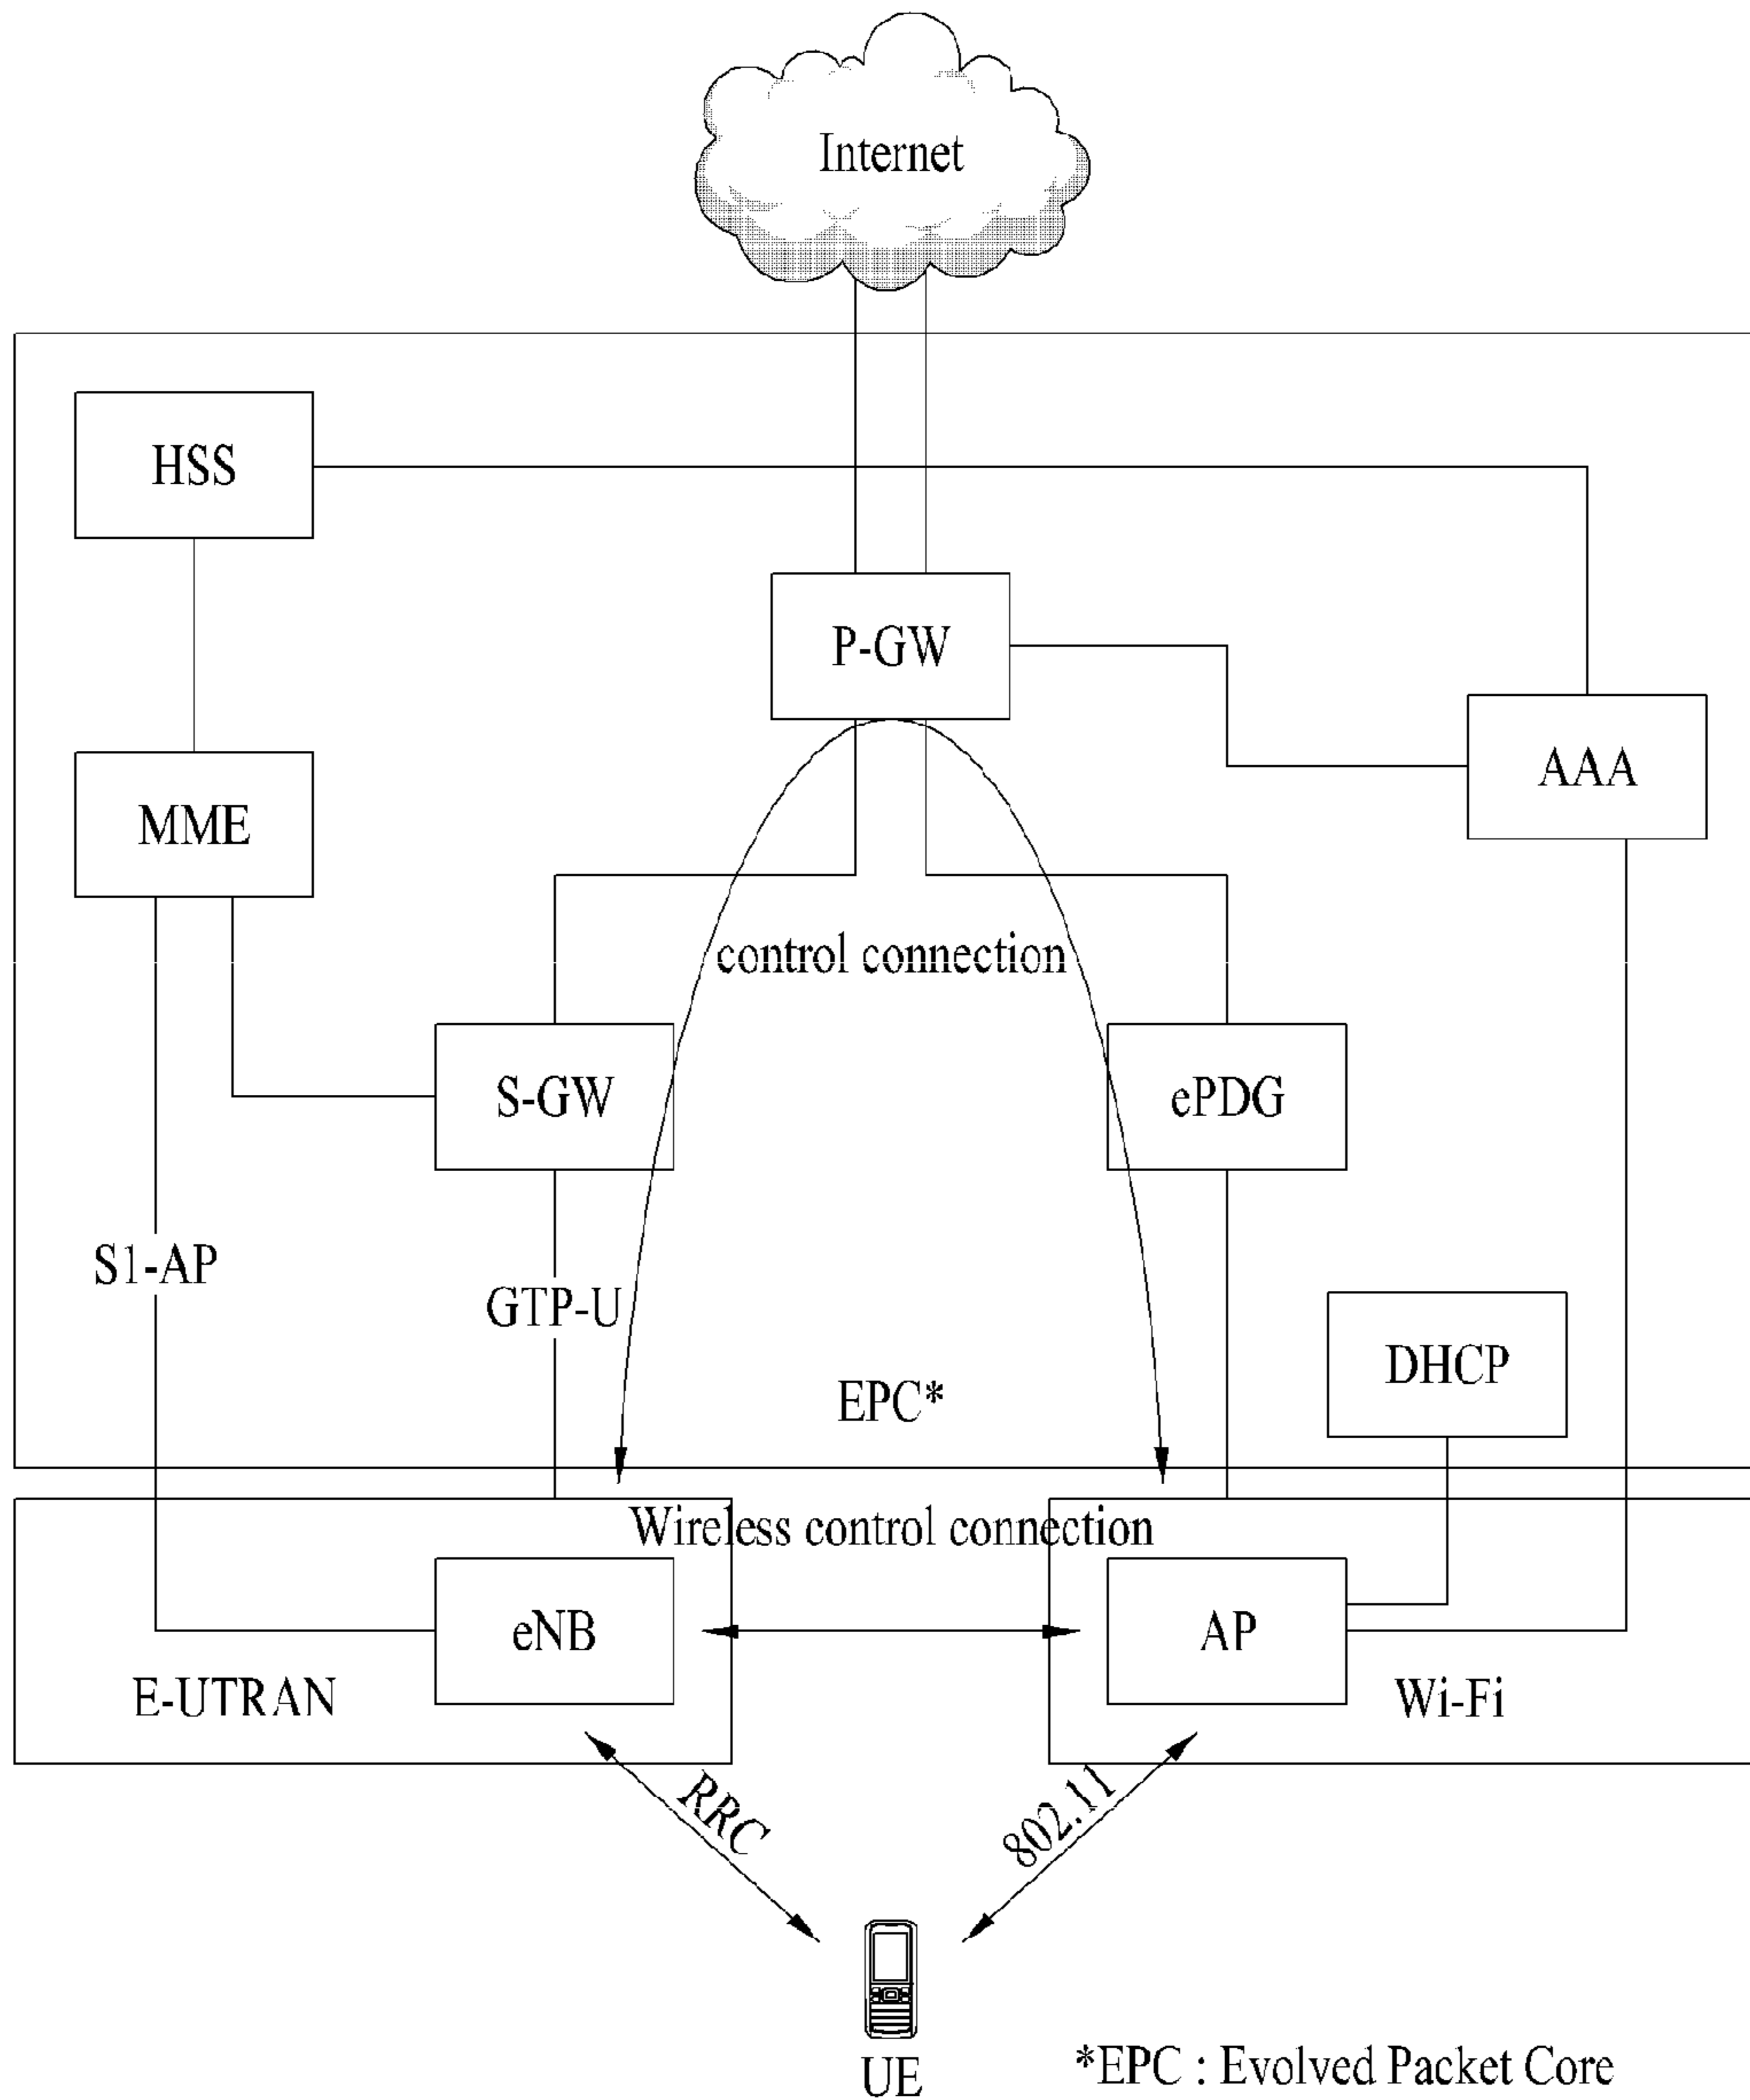 Internet
HSS
P-GW
AAA
MME
control connection
S-GW
ePDG
S1-AP
GTP-U
DHCP
EPC*
Wireless control connection
eNB
AP
E-UTRAN
Wi-Fi
RRC
802.11
UE
*EPC : Evolved Packet Core